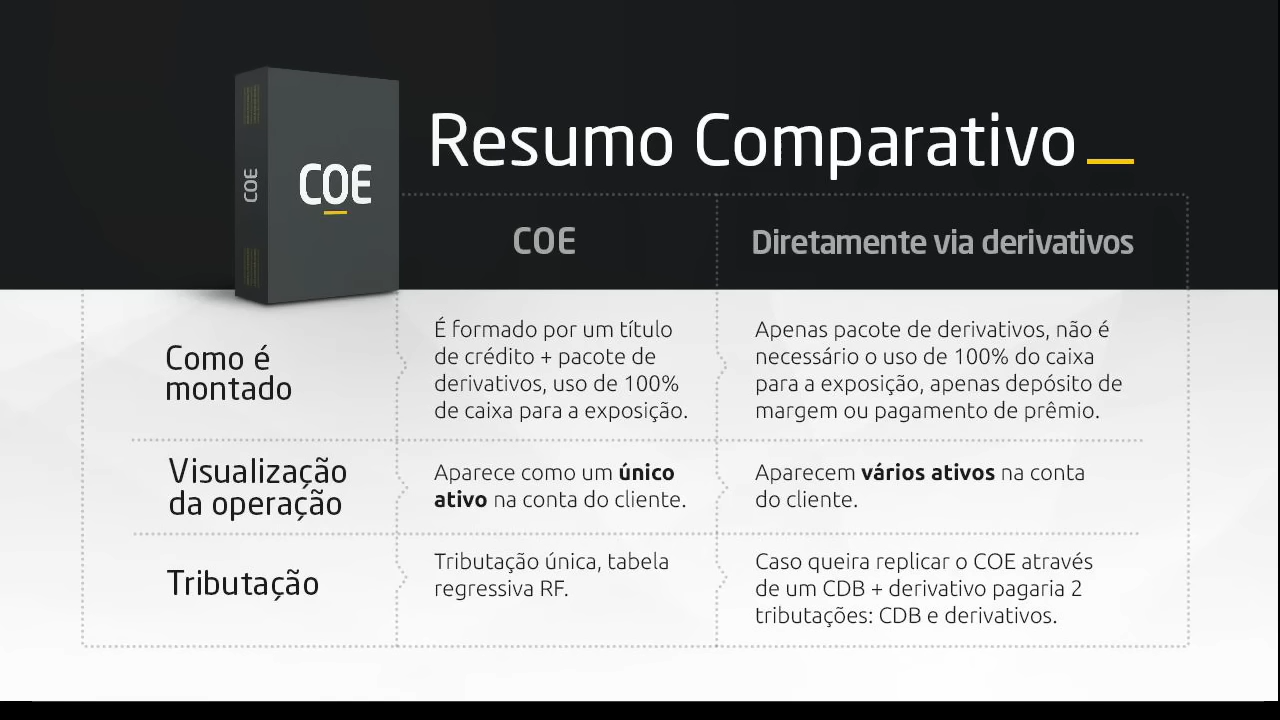 COE
COE
Resumo Comparativo_
COE
Diretamente via derivativos
Como é
montado
É formado por um título
de crédito + pacote de
derivativos, uso de 100%
de caixa para a exposição.
Apenas pacote de derivativos, não é
necessário o uso de 100% do caixa
para a exposição, apenas depósito de
margem ou pagamento de prêmio.
Visualização
da operação
Aparece como um único
ativo na conta do cliente.
Aparecem vários ativos na conta
do cliente.
Tributação
Tributação única, tabela
regressiva RF.
Caso queira replicar o COE através
de um CDB + derivativo pagaria 2
tributações: CDB e derivativos.